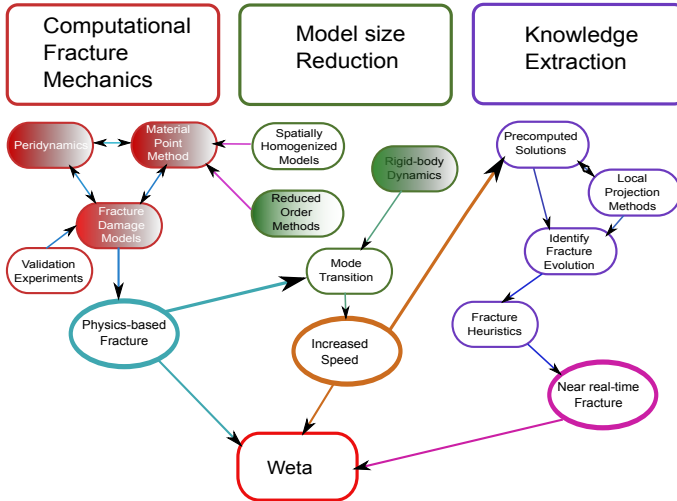 Computational
Fracture
Mechanics
Model size
Reduction
Knowledge
Extraction
Peridynamics
Material
Point
Method
Spatially
Homogenized
Models
Rigid-body
Dynamics
Precomputed
Solutions
Local
Projection
Methods
Fracture
Damage
Models
Reduced
Order
Methods
Validation
Experiments
Mode
Transition
Identify
Fracture
Evolution
Physics-based
Fracture
Increased
Speed
Fracture
Heuristics
Near real-time
Fracture
Weta